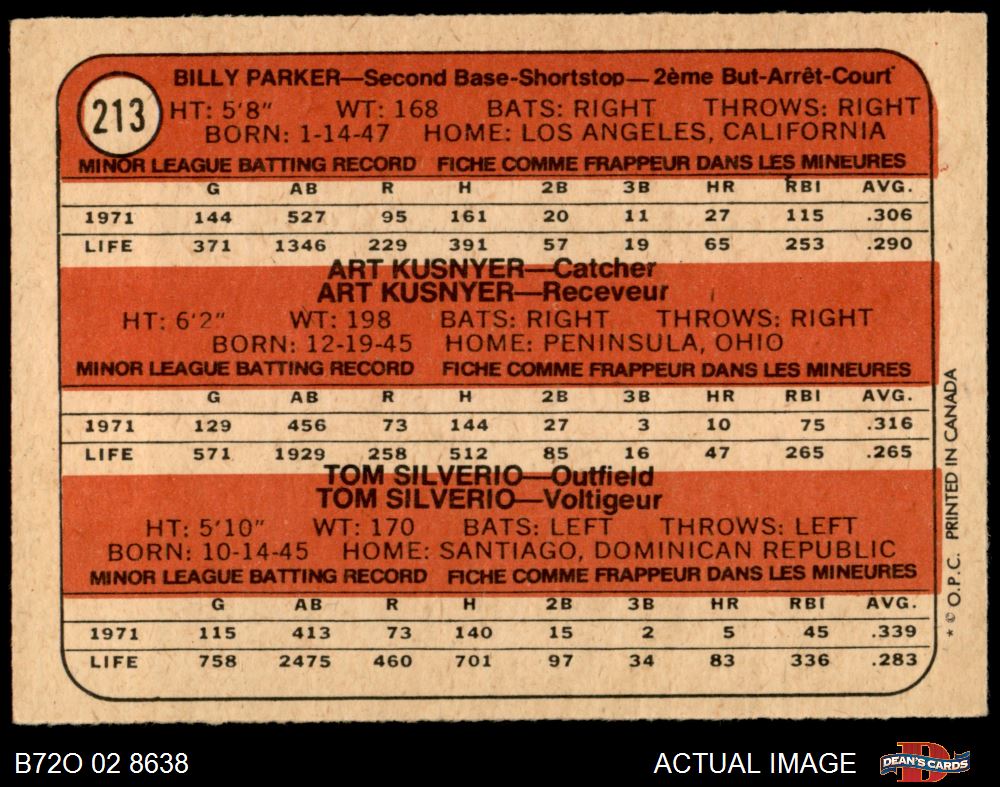 213
BILLY PARKER—Second Base-Shortstop—2ème But-Arrêt-Court
HT: 5'8" WT: 168 BATS: RIGHT THROWS: RIGHT
BORN: 1-14-47 HOME: LOS ANGELES, CALIFORNIA
MINOR LEAGUE BATTING RECORD FICHE COMME FRAPPEUR DANS LES MINEURES
G AB R H 2B 3B HR RBI AVG.
1971 144 527 95 161 20 11 27 115 .306
LIFE 371 1346 229 391 57 19 65 253 .290
ART KUSNYER—Catcher
ART KUSNYER—Receveur
HT: 6'2" WT: 198 BATS: RIGHT THROWS: RIGHT
BORN: 12-19-45 HOME: PENINSULA, OHIO
MINOR LEAGUE BATTING RECORD FICHE COMME FRAPPEUR DANS LES MINEURES
G AB R H 2B 3B HR RBI AVG.
1971 129 456 73 144 27 3 10 75 .316
LIFE 571 1929 258 512 85 16 47 265 .265
TOM SILVERIO—Outfield
TOM SILVERIO—Voltigeur
HT: 5'10" WT: 170 BATS: LEFT THROWS: LEFT
BORN: 10-14-45 HOME: SANTIAGO, DOMINICAN REPUBLIC
MINOR LEAGUE BATTING RECORD FICHE COMME FRAPPEUR DANS LES MINEURES
G AB R H 2B 3B HR RBI AVG.
1971 115 413 73 140 15 2 5 45 .339
LIFE 758 2475 460 701 97 34 83 336 .283
* © O.P.C. PRINTED IN CANADA
B72O 02 8638
ACTUAL IMAGE
D
DEAN'S CARDS